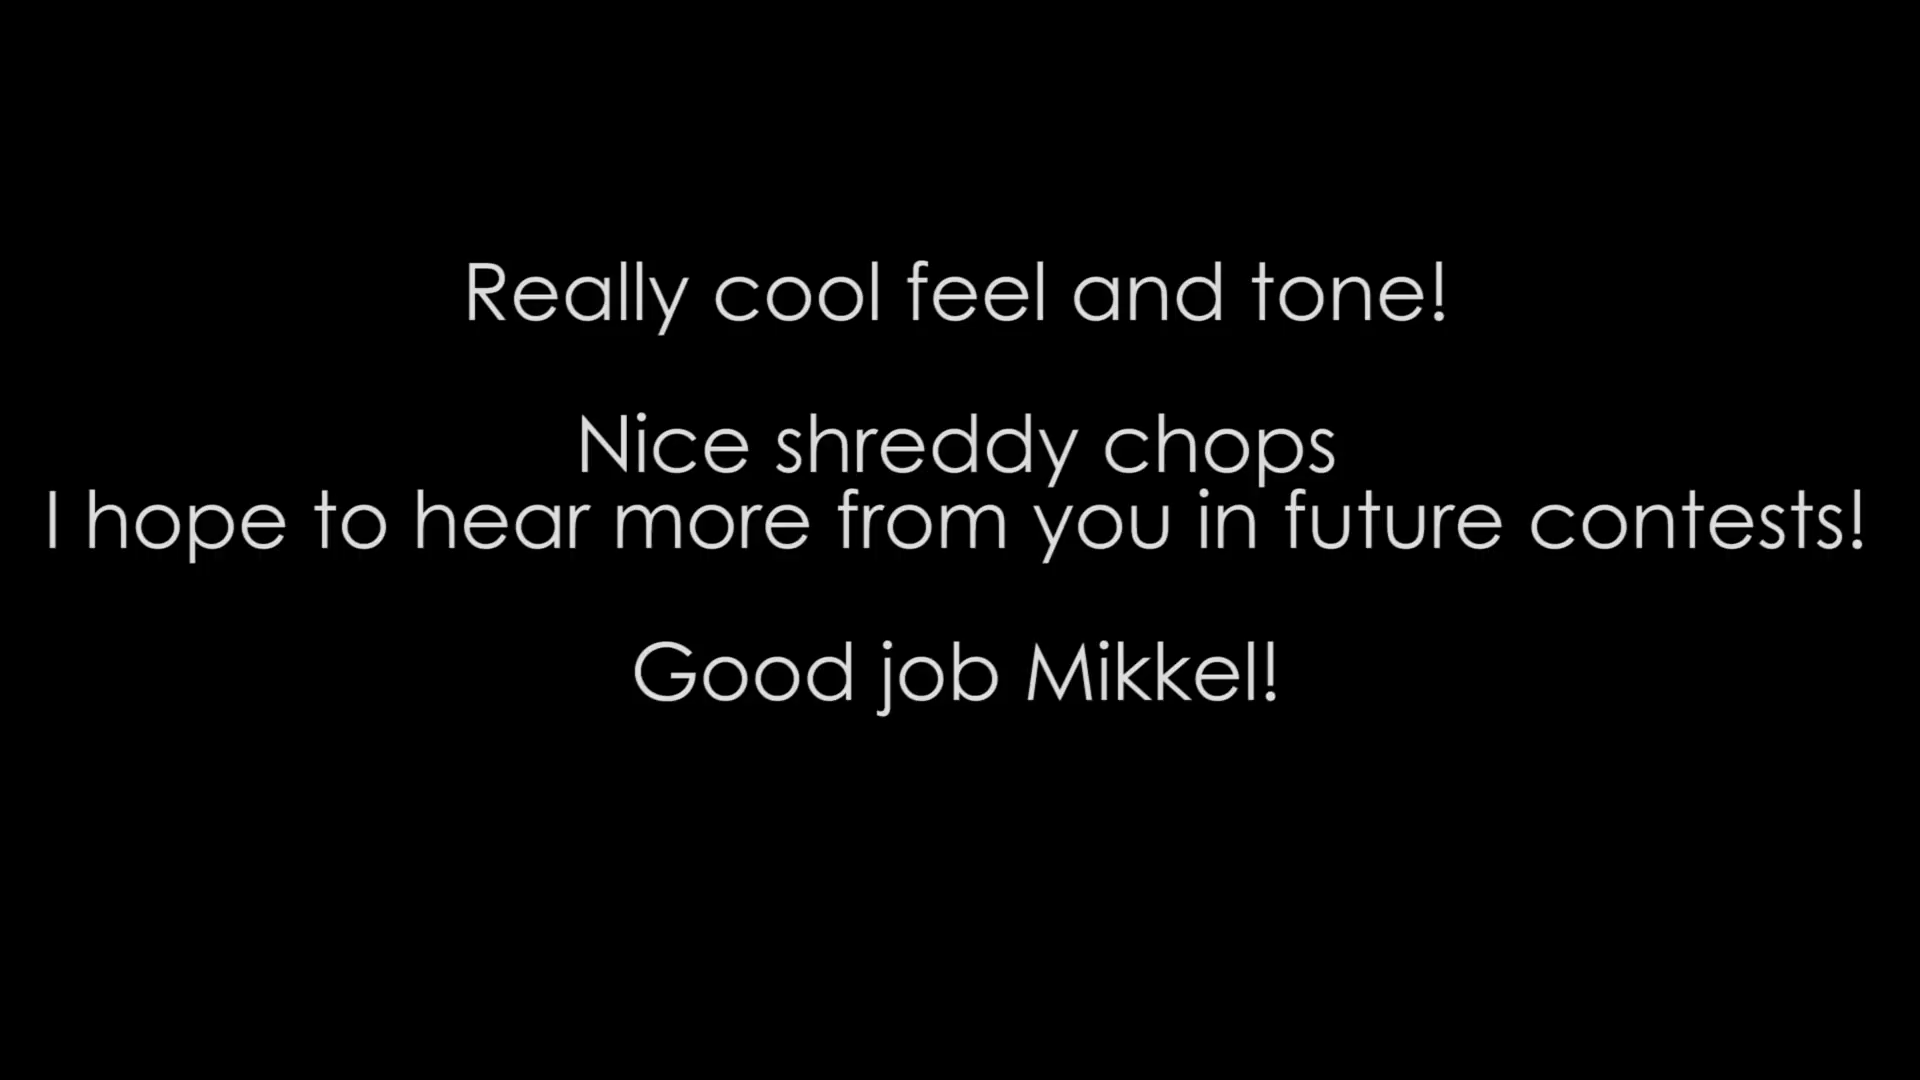 Really cool feel and tone!
Nice shreddy chops
I hope to hear more from you in future contests!
Good job Mikkel!